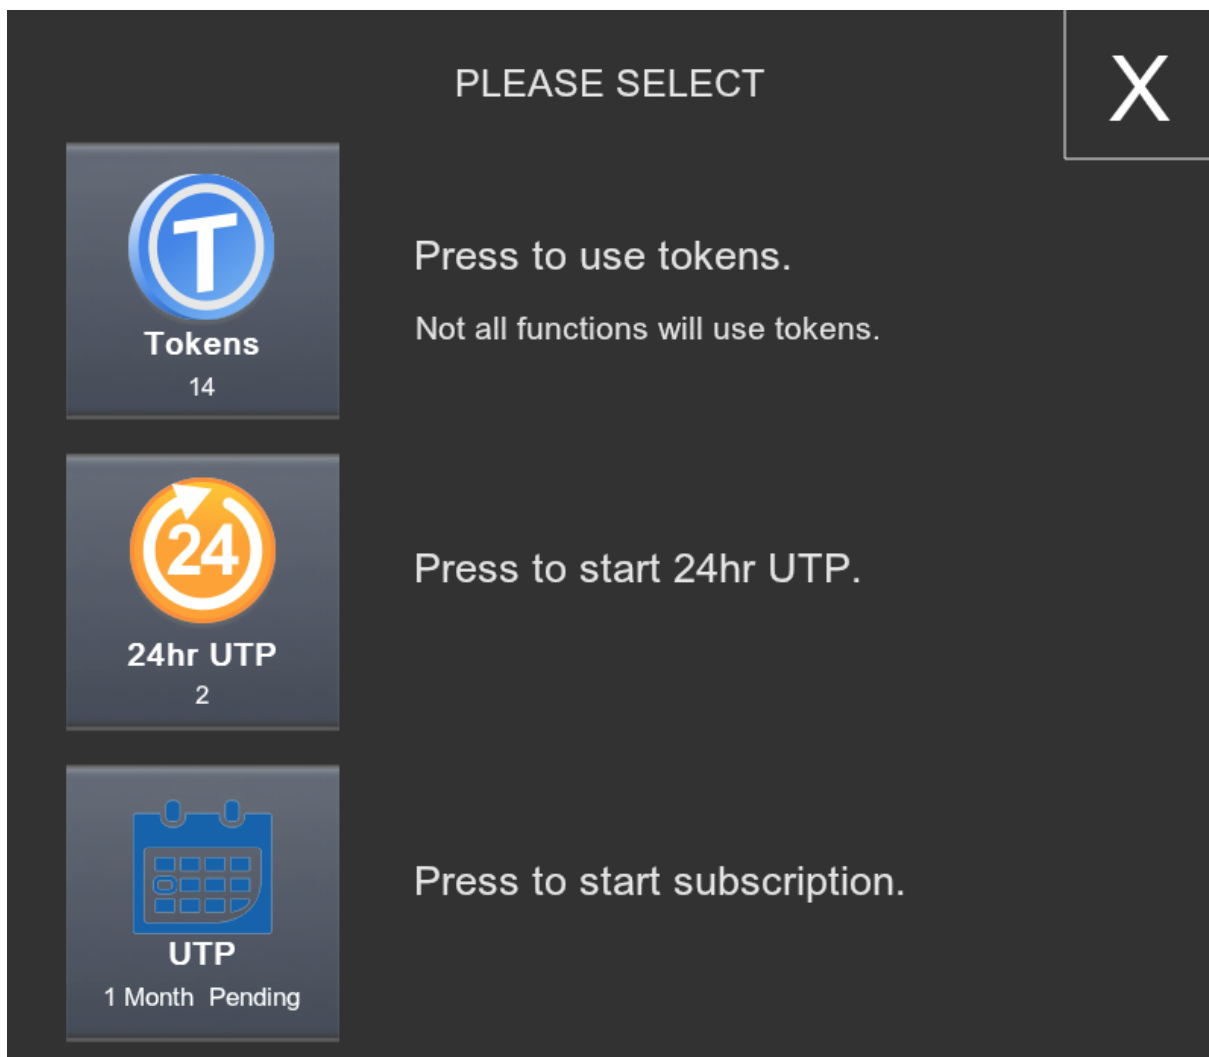 PLEASE SELECT
X
T
Tokens
14
Press to use tokens.
Not all functions will use tokens.
24
24hr UTP
2
Press to start 24hr UTP.
UTP
1 Month  Pending
Press to start subscription.